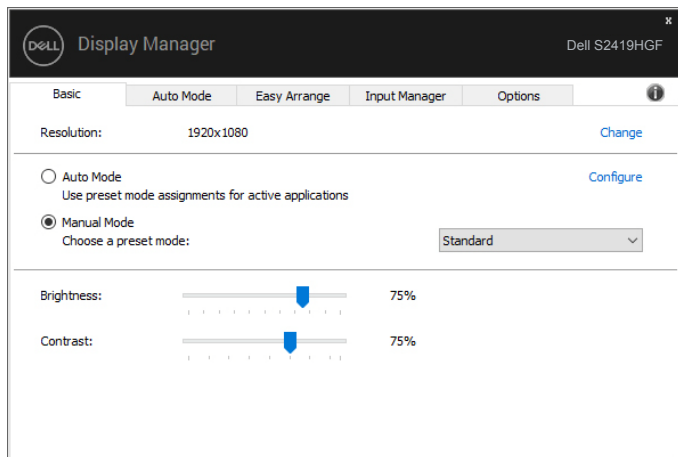 DELL Display Manager
Dell S2419HGF
x
Basic Auto Mode Easy Arrange Input Manager Options i
Resolution: 1920x1080 Change
Auto Mode Configure
Use preset mode assignments for active applications
Manual Mode
Choose a preset mode: Standard
Brightness: 75%
Contrast: 75%